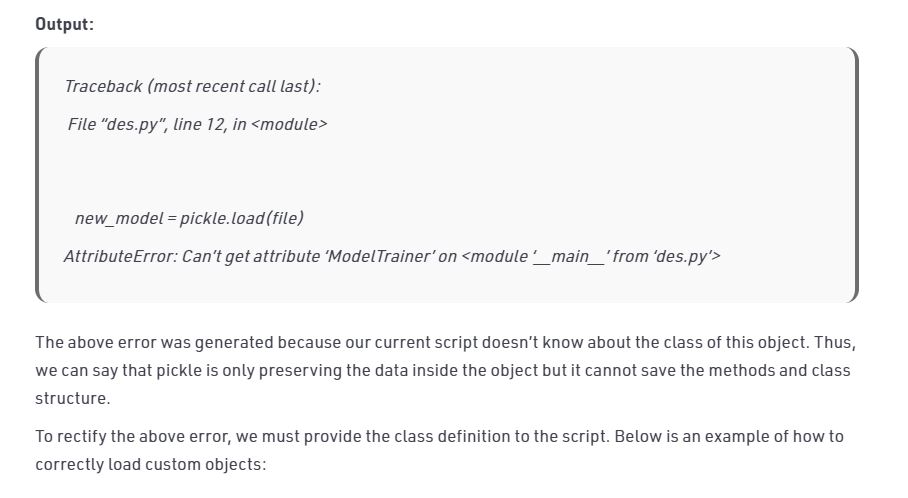 Output:
Traceback (most recent call last):
File “des.py”, line 12, in <module>
new_model = pickle.load(file)
AttributeError: Can’t get attribute ‘ModelTrainer’ on <module ‘__main__’ from ‘des.py’>
The above error was generated because our current script doesn’t know about the class of this object. Thus,
we can say that pickle is only preserving the data inside the object but it cannot save the methods and class
structure.
To rectify the above error, we must provide the class definition to the script. Below is an example of how to
correctly load custom objects: